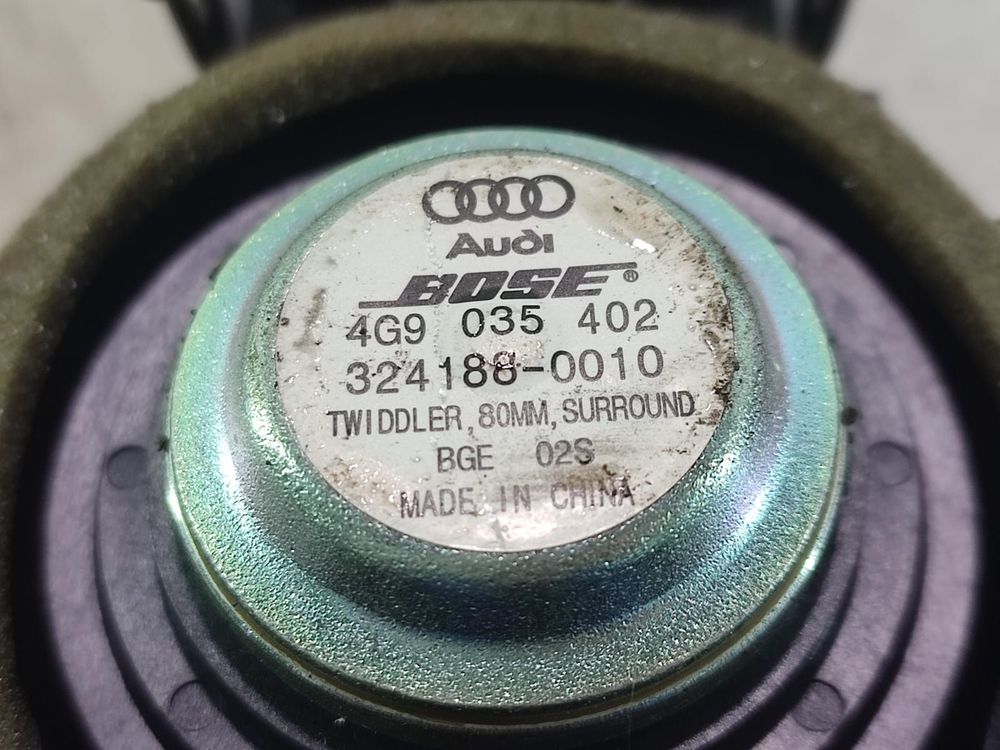 Audi
BOSE®
4G9 035 402
324188-0010
TWIDDLER, 80MM, SURROUND
BGE 02S
MADE IN CHINA